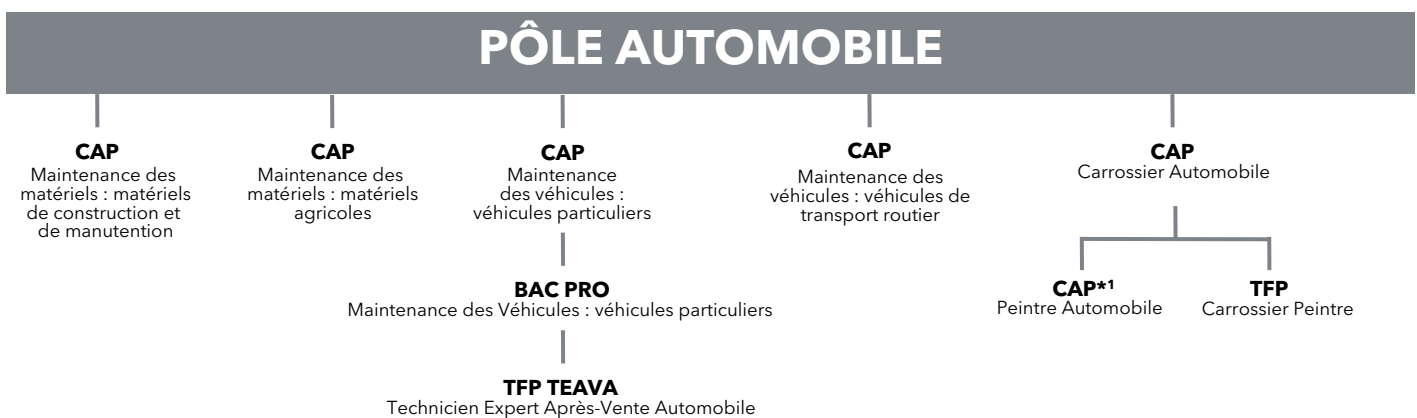 PÔLE AUTOMOBILE
CAP
Maintenance des
matériels : matériels
de construction et
de manutention
CAP
Maintenance des
matériels : matériels
agricoles
CAP
Maintenance
des véhicules :
véhicules particuliers
CAP
Maintenance des
véhicules : véhicules de
transport routier
CAP
Carrossier Automobile
BAC PRO
Maintenance des Véhicules : véhicules particuliers
CAP*¹
Peintre Automobile
TFP
Carrossier Peintre
TFP TEAVA
Technicien Expert Après-Vente Automobile